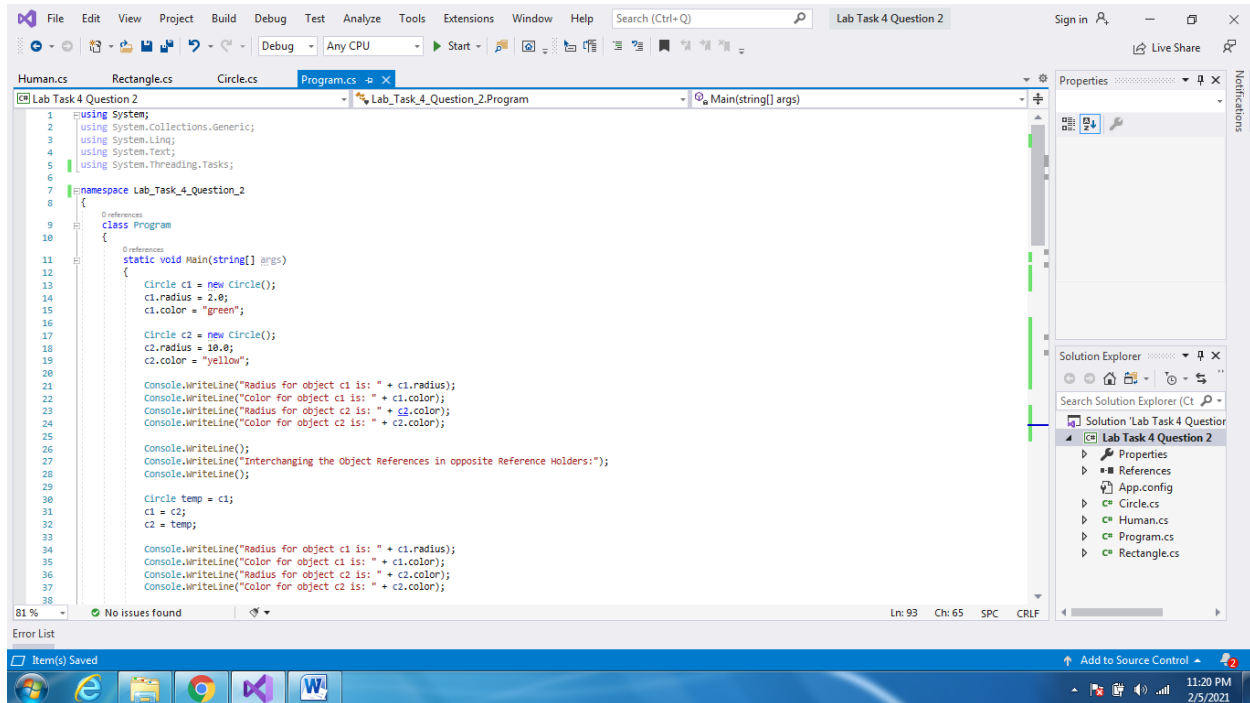 File Edit View Project Build Debug Test Analyze Tools Extensions Window Help Search (Ctrl+Q) Lab Task 4 Question 2 Sign in
Debug Any CPU Start Live Share
Human.cs Rectangle.cs Circle.cs Program.cs
C# Lab Task 4 Question 2 Lab_Task_4_Question_2.Program Main(string[] args)
1 using System;
2 using System.Collections.Generic;
3 using System.Linq;
4 using System.Text;
5 using System.Threading.Tasks;
6
7 namespace Lab_Task_4_Question_2
8 {
0 references
9 class Program
10 {
0 references
11 static void Main(string[] args)
12 {
13 Circle c1 = new Circle();
14 c1.radius = 2.0;
15 c1.color = "green";
16
17 Circle c2 = new Circle();
18 c2.radius = 10.0;
19 c2.color = "yellow";
20
21 Console.WriteLine("Radius for object c1 is: " + c1.radius);
22 Console.WriteLine("Color for object c1 is: " + c1.color);
23 Console.WriteLine("Radius for object c2 is: " + c2.color);
24 Console.WriteLine("Color for object c2 is: " + c2.color);
25
26 Console.WriteLine();
27 Console.WriteLine("Interchanging the Object References in opposite Reference Holders:");
28 Console.WriteLine();
29
30 Circle temp = c1;
31 c1 = c2;
32 c2 = temp;
33
34 Console.WriteLine("Radius for object c1 is: " + c1.radius);
35 Console.WriteLine("Color for object c1 is: " + c1.color);
36 Console.WriteLine("Radius for object c2 is: " + c2.color);
37 Console.WriteLine("Color for object c2 is: " + c2.color);
38
81 % No issues found Ln: 93 Ch: 65 SPC CRLF
Error List
Item(s) Saved Add to Source Control 2
Properties
Notifications
Solution Explorer
Search Solution Explorer (Ct
Solution 'Lab Task 4 Question
C# Lab Task 4 Question 2
Properties
References
App.config
C# Circle.cs
C# Human.cs
C# Program.cs
C# Rectangle.cs
11:20 PM
2/5/2021